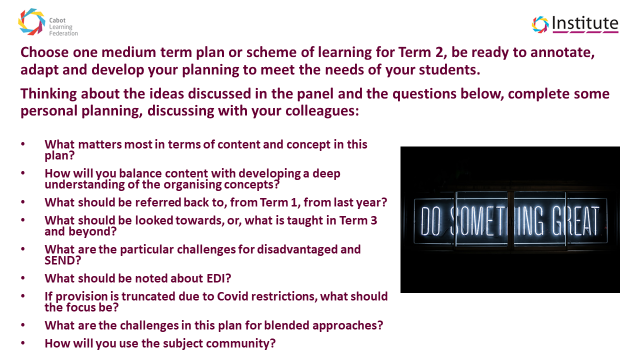 Cabot
Learning
Federation
Institute
Choose one medium term plan or scheme of learning for Term 2, be ready to annotate,
adapt and develop your planning to meet the needs of your students.
Thinking about the ideas discussed in the panel and the questions below, complete some
personal planning, discussing with your colleagues:
• What matters most in terms of content and concept in this
plan?
• How will you balance content with developing a deep
understanding of the organising concepts?
• What should be referred back to, from Term 1, from last year?
• What should be looked towards, or, what is taught in Term 3
and beyond?
• What are the particular challenges for disadvantaged and
SEND?
• What should be noted about EDI?
• If provision is truncated due to Covid restrictions, what should
the focus be?
• What are the challenges in this plan for blended approaches?
• How will you use the subject community?
DO SOMETHING GREAT